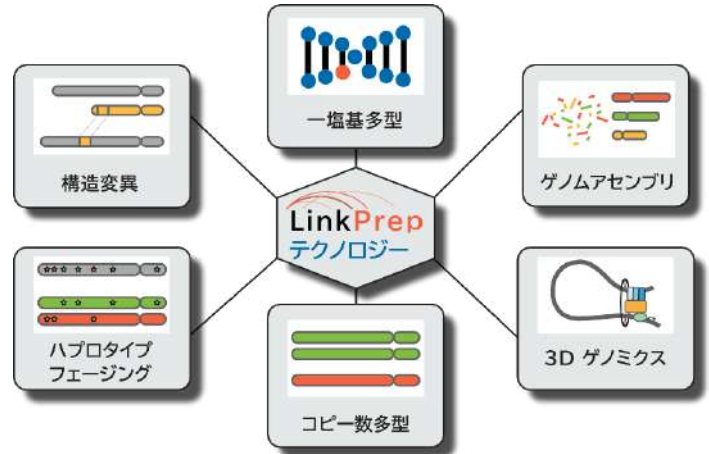 一塩基多型
構造変異
ゲノムアセンブリ
LinkPrep
テクノロジー
ハプロタイプ
フェージング
3D ゲノミクス
コピー数多型